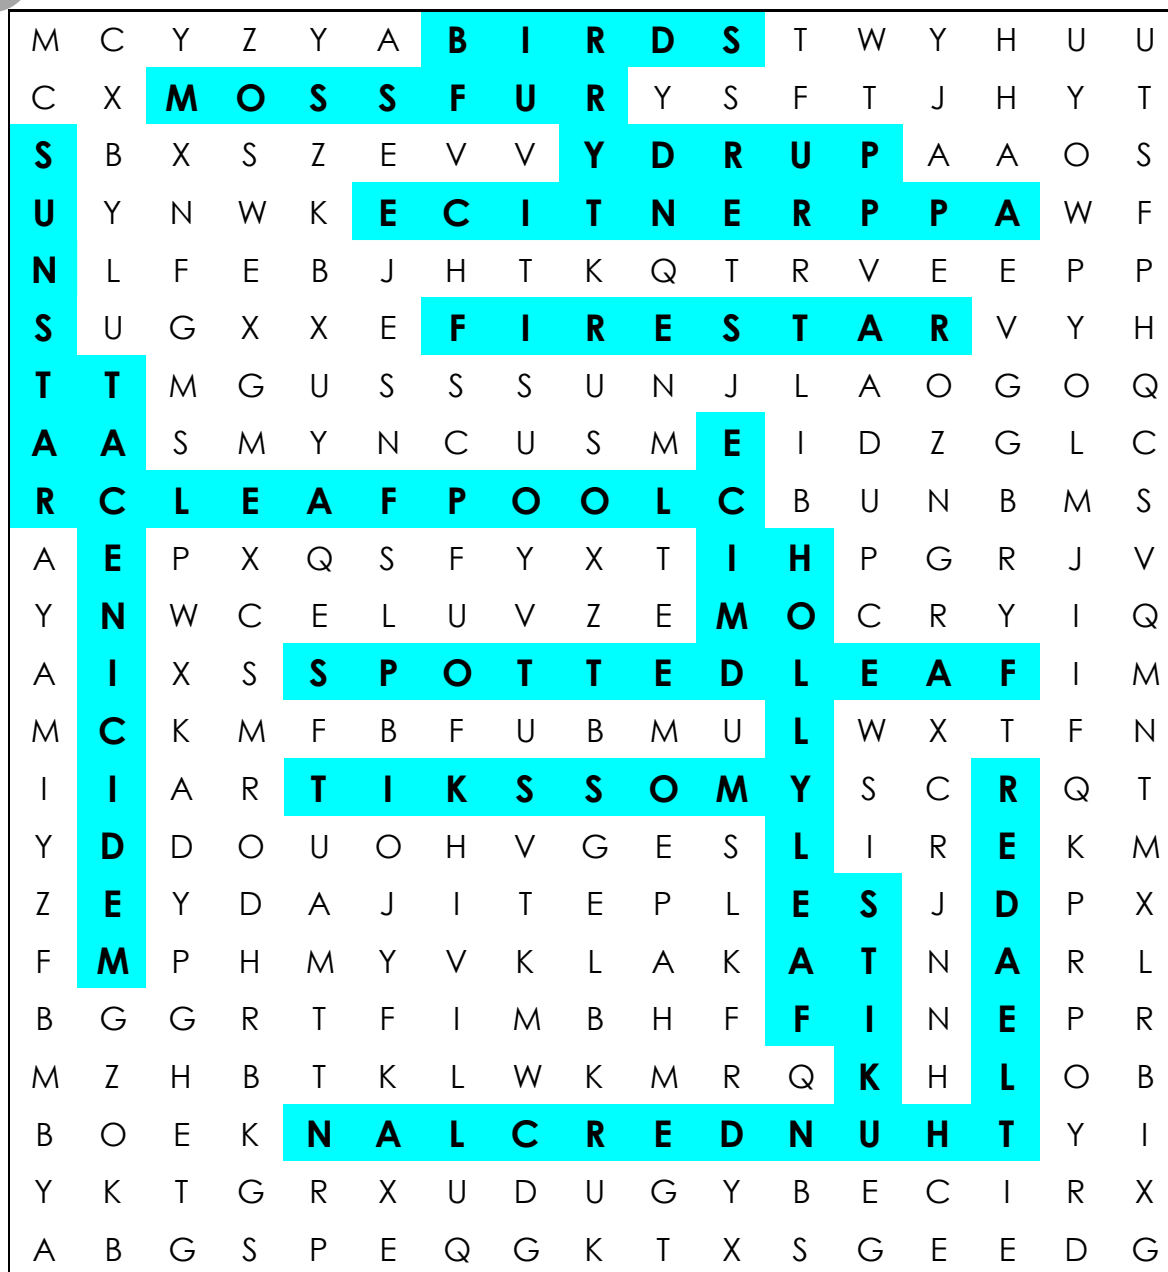 M C Y Z Y A B I R D S T W Y H U U
C X M O S S F U R Y S F T J H Y T
S B X S Z E V V Y D R U P A A O S
U Y N W K E C I T N E R P P A W F
N L F E B J H T K Q T R V E E P P
S U G X X E F I R E S T A R V Y H
T T M G U S S S U N J L A O G O Q
A A S M Y N C U S M E I D Z G L C
R C L E A F P O O L C B U N B M S
A E P X Q S F Y X T I H P G R J V
Y N W C E L U V Z E M O C R Y I Q
A I X S S P O T T E D L E A F I M
M C K M F B F U B M U L W X T F N
I I A R T I K S S O M Y S C R Q T
Y D D O U O H V G E S L I R E K M
Z E Y D A J I T E P L E S J D P X
F M P H M Y V K L A K A T N A R L
B G G R T F I M B H F F I N E P R
M Z H B T K L W K M R Q K H L O B
B O E K N A L C R E D N U H T Y I
Y K T G R X U D U G Y B E C I R X
A B G S P E Q G K T X S G E E D G